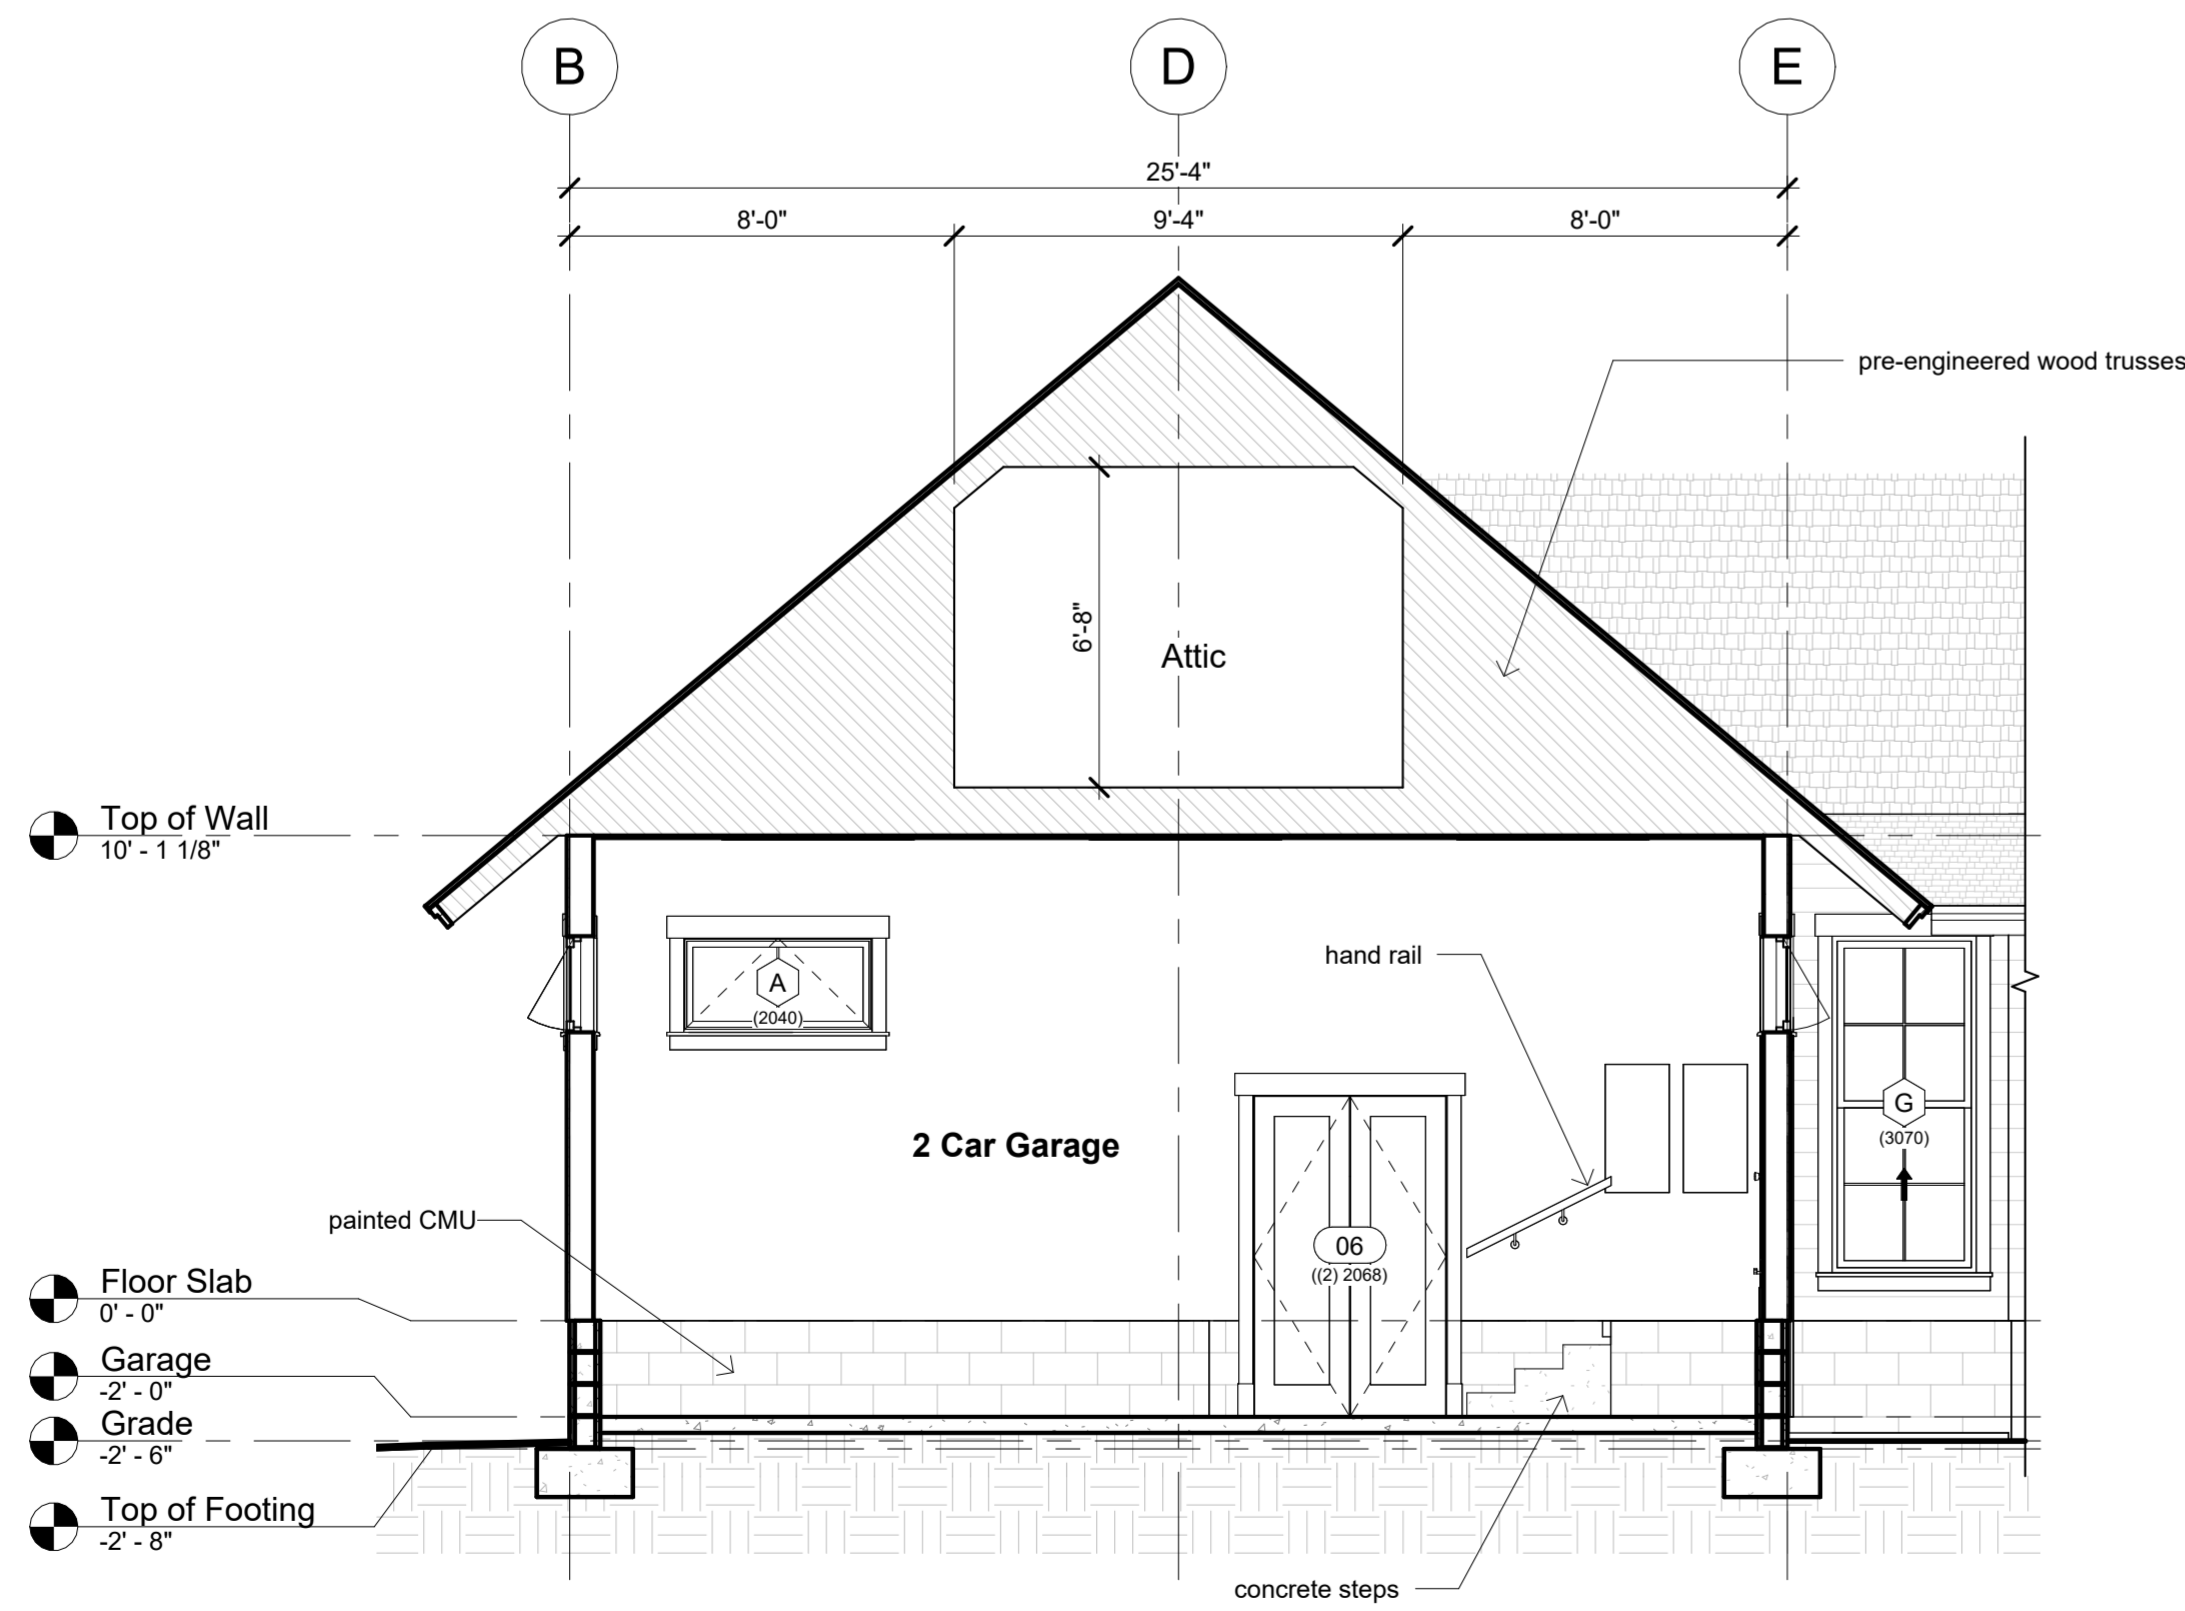 B
D
E
25'-4"
8'-0"
9'-4"
8'-0"
pre-engineered wood trusses
6'-8"
Attic
Top of Wall
10' - 1 1/8"
hand rail
A
(2040)
G
(3070)
2 Car Garage
painted CMU
06
((2) 2068)
Floor Slab
0' - 0"
Garage
-2' - 0"
Grade
-2' - 6"
Top of Footing
-2' - 8"
concrete steps